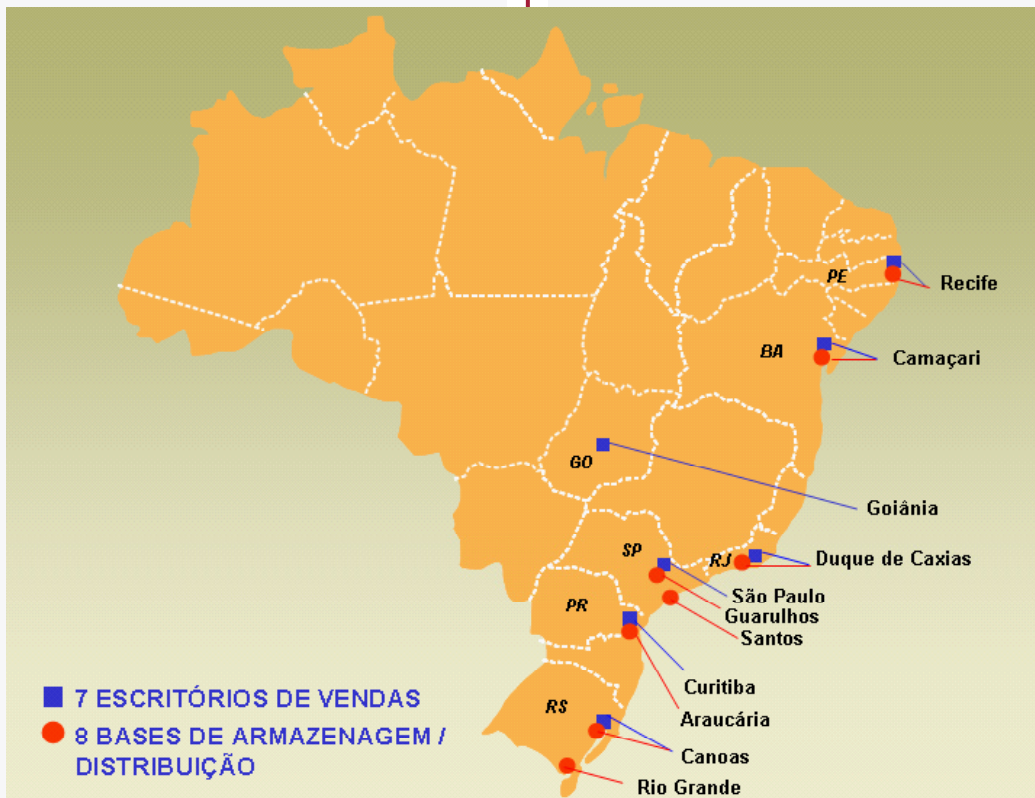 PE
Recife
BA
Camaçari
GO
Goiânia
SP
RJ
Duque de Caxias
São Paulo
PR
Guarulhos
Santos
Curitiba
RS
Araucária
Canoas
Rio Grande
7 ESCRITÓRIOS DE VENDAS
8 BASES DE ARMAZENAGEM /
DISTRIBUIÇÃO